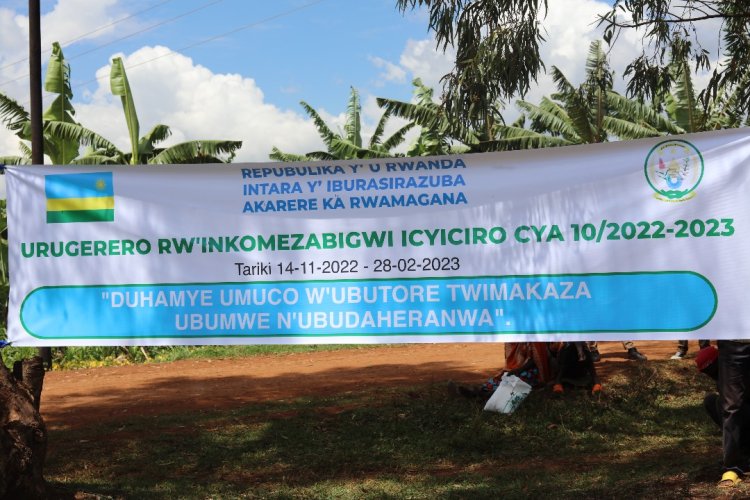 REPUBULIKA Y' U RWANDA
INTARA Y' IBURASIRAZUBA
AKARERE KA RWAMAGANA
URUGERERO RW'INKOMEZABIGWI ICYICIRO CYA 10/2022-2023
Tariki 14-11-2022 - 28-02-2023
"DUHAMYE UMUCO W'UBUTORE TWIMAKAZA
UBUMWE N'UBUDAHERANWA".